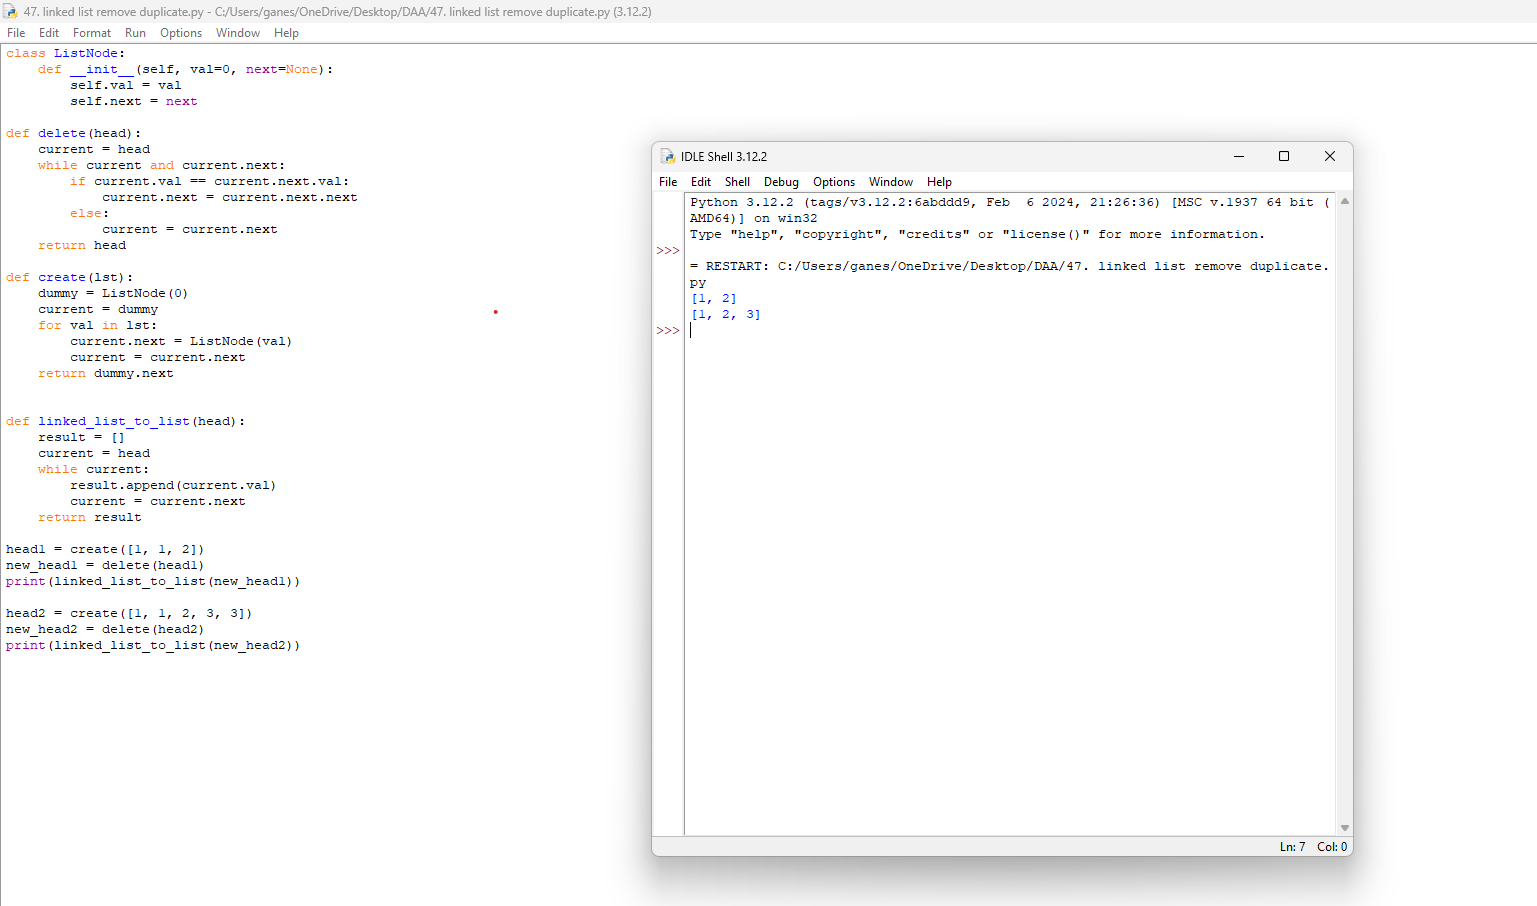 47. linked list remove duplicate.py - C:/Users/ganes/OneDrive/Desktop/DAA/47. linked list remove duplicate.py (3.12.2)
File Edit Format Run Options Window Help
class ListNode:
    def __init__(self, val=0, next=None):
        self.val = val
        self.next = next

def delete(head):
    current = head
    while current and current.next:
        if current.val == current.next.val:
            current.next = current.next.next
        else:
            current = current.next
    return head

def create(lst):
    dummy = ListNode(0)
    current = dummy
    for val in lst:
        current.next = ListNode(val)
        current = current.next
    return dummy.next


def linked_list_to_list(head):
    result = []
    current = head
    while current:
        result.append(current.val)
        current = current.next
    return result

head1 = create([1, 1, 2])
new_head1 = delete(head1)
print(linked_list_to_list(new_head1))

head2 = create([1, 1, 2, 3, 3])
new_head2 = delete(head2)
print(linked_list_to_list(new_head2))

IDLE Shell 3.12.2
File Edit Shell Debug Options Window Help
Python 3.12.2 (tags/v3.12.2:6abddd9, Feb  6 2024, 21:26:36) [MSC v.1937 64 bit (
AMD64)] on win32
Type "help", "copyright", "credits" or "license()" for more information.
>>>
= RESTART: C:/Users/ganes/OneDrive/Desktop/DAA/47. linked list remove duplicate.
py
[1, 2]
[1, 2, 3]
>>>
Ln: 7 Col: 0